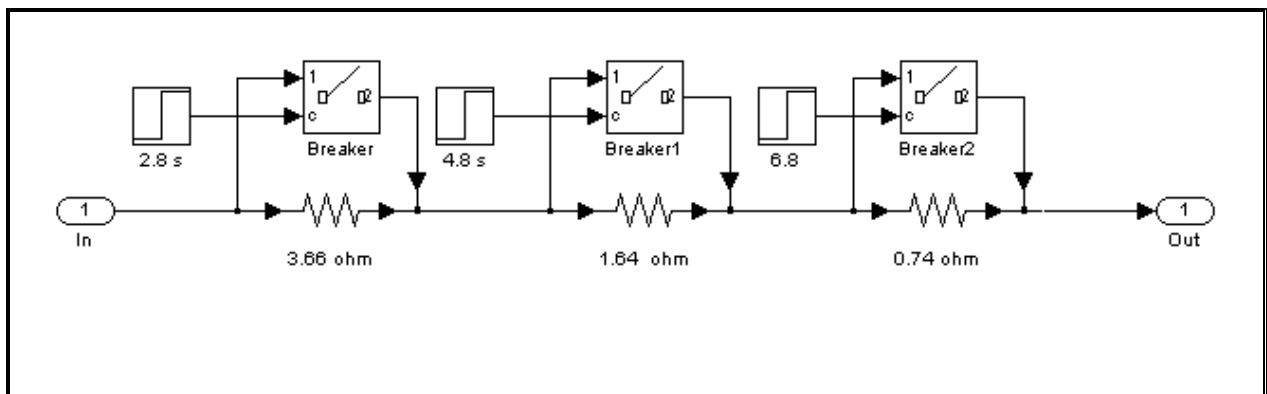 1 2 c
1 2 c
1 2 c
2.8 s Breaker 4.8 s Breaker1 6.8 Breaker2
1 1
In Out
3.66 ohm 1.64 ohm 0.74 ohm